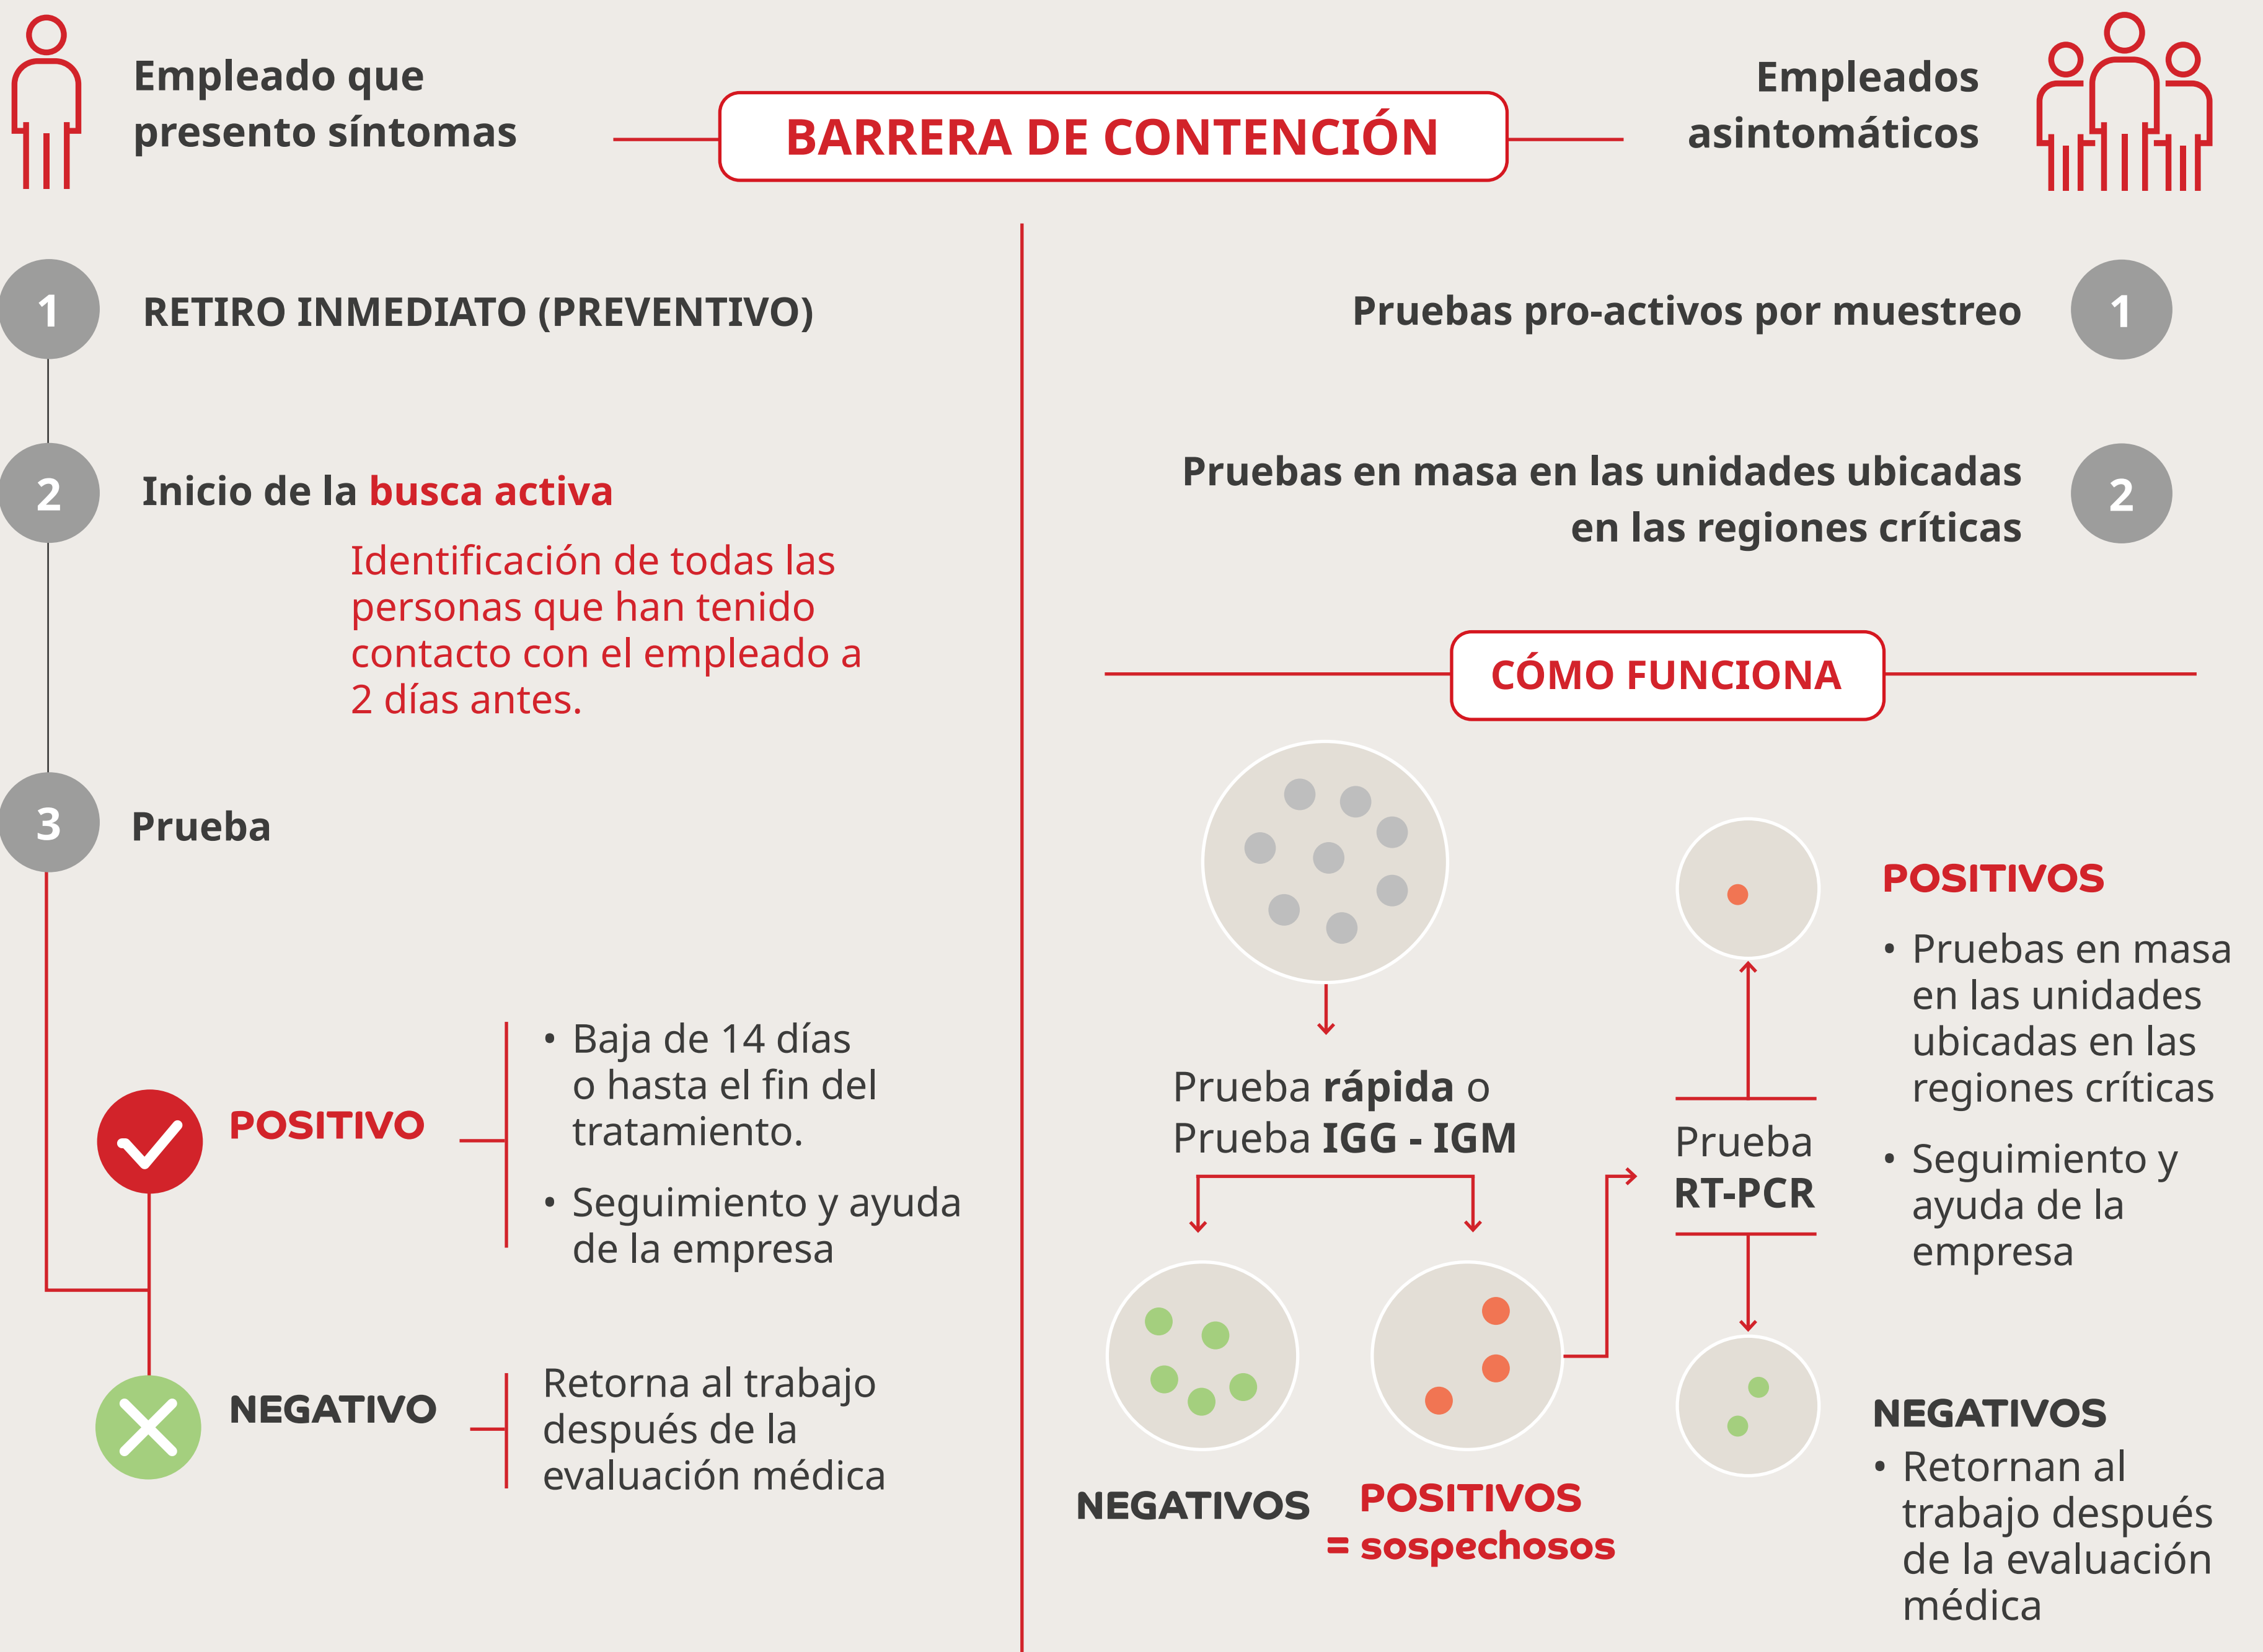 Empleado que
presento síntomas
BARRERA DE CONTENCIÓN
Empleados
asintomáticos
1
RETIRO INMEDIATO (PREVENTIVO)
2
Inicio de la busca activa
Identificación de todas las
personas que han tenido
contacto con el empleado a
2 días antes.
3
Prueba
POSITIVO
• Baja de 14 días
o hasta el fin del
tratamiento.
• Seguimiento y ayuda
de la empresa
NEGATIVO
Retorna al trabajo
después de la
evaluación médica
Pruebas pro-activos por muestreo
1
Pruebas en masa en las unidades ubicadas
en las regiones críticas
2
CÓMO FUNCIONA
Prueba rápida o
Prueba IGG - IGM
NEGATIVOS
POSITIVOS
= sospechosos
Prueba
RT-PCR
POSITIVOS
• Pruebas en masa
en las unidades
ubicadas en las
regiones críticas
• Seguimiento y
ayuda de la
empresa
NEGATIVOS
• Retornan al
trabajo después
de la evaluación
médica